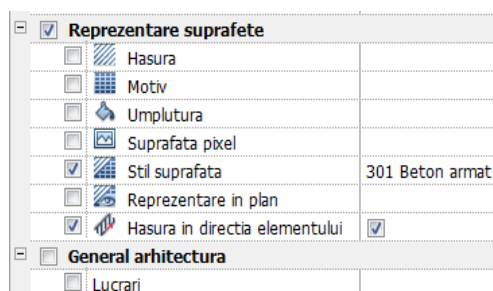 Reprezentare suprafete
Hasura
Motiv
Umplutura
Suprafata pixel
Stil suprafata 301 Beton armat
Reprezentare in plan
Hasura in directia elementului
General arhitectura
Lucrari